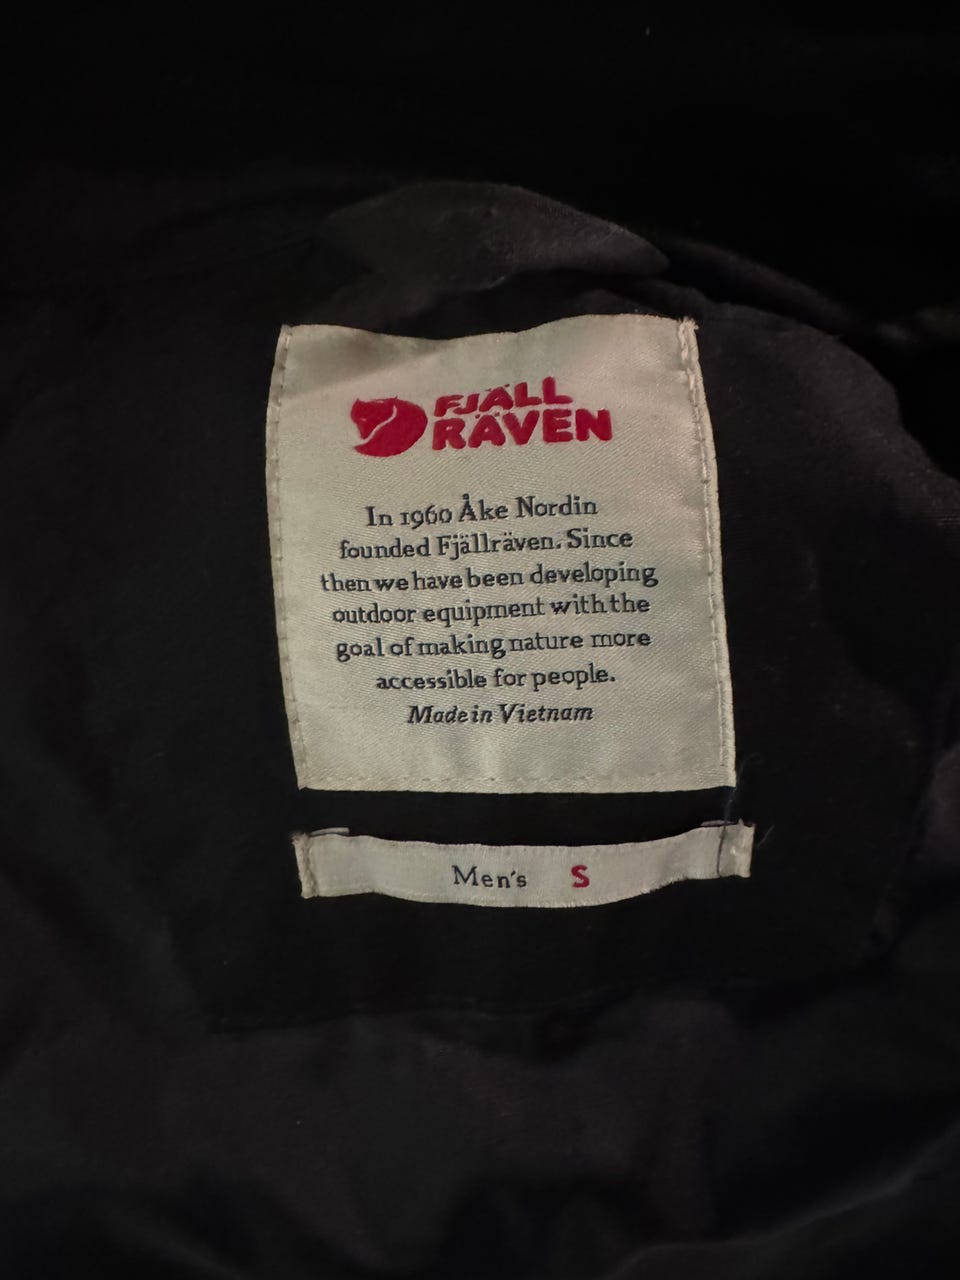 FJÄLL
RÄVEN
In 1960 Åke Nordin
founded Fjällräven. Since
then we have been developing
outdoor equipment with the
goal of making nature more
accessible for people.
Made in Vietnam
Men's S